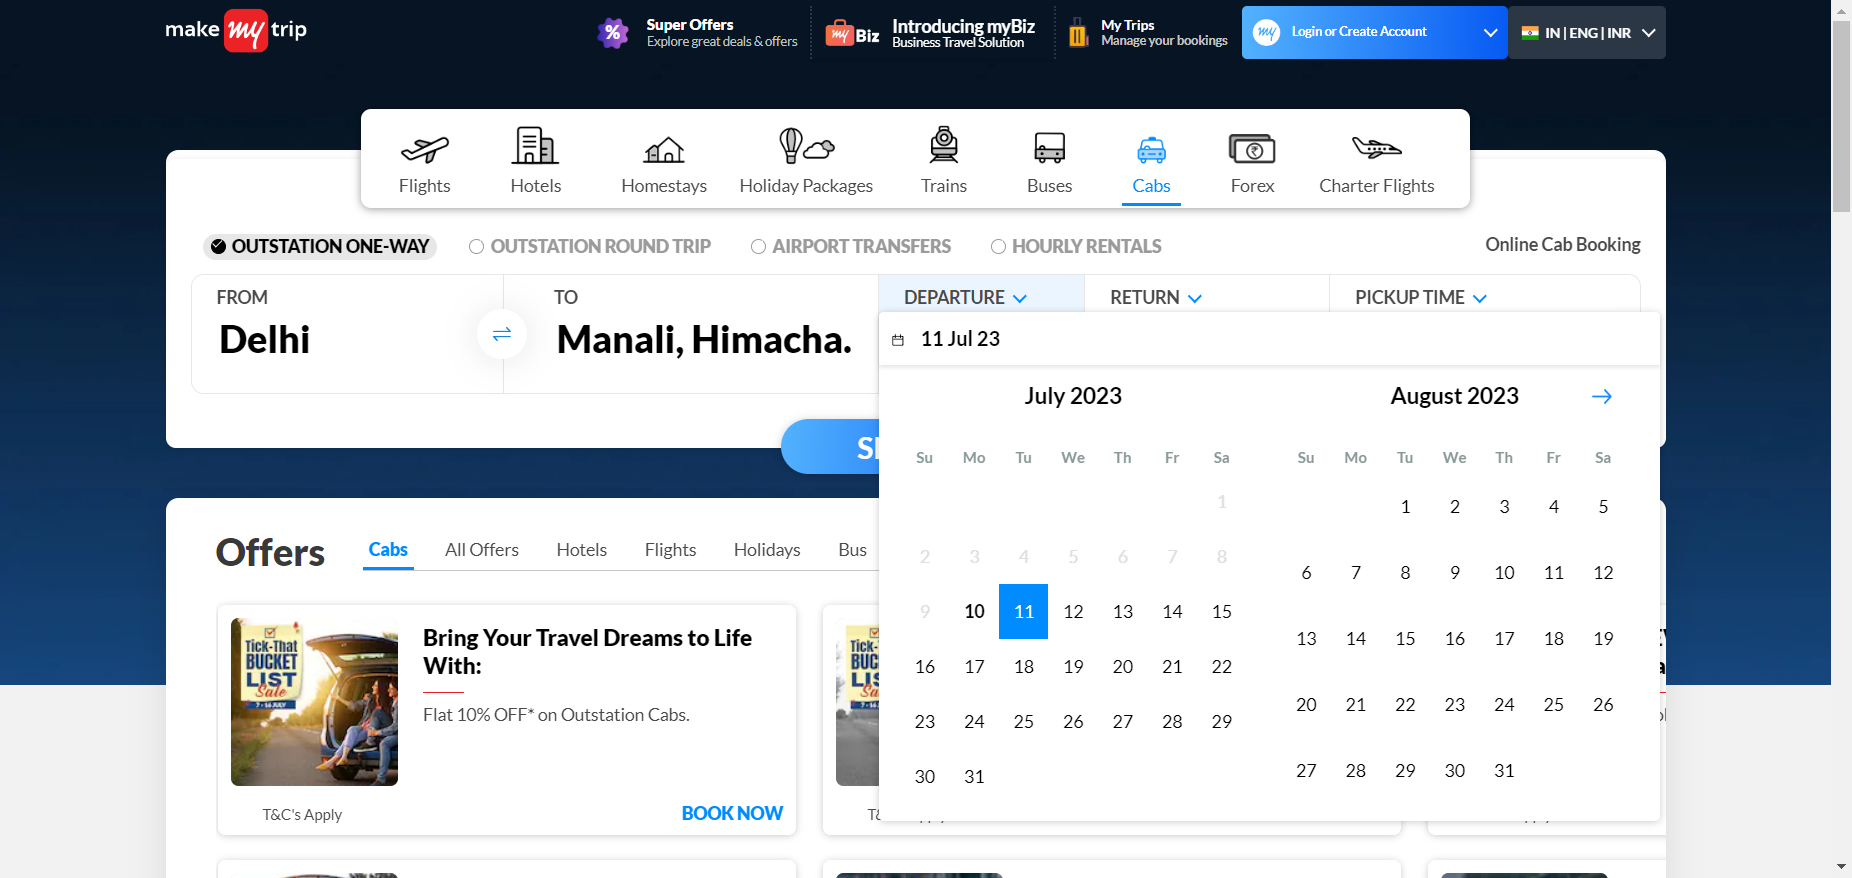 make my trip
%
Super Offers
Explore great deals & offers
my Biz
Introducing myBiz
Business Travel Solution
My Trips
Manage your bookings
my
Login or Create Account
IN | ENG | INR
Flights
Hotels
Homestays
Holiday Packages
Trains
Buses
Cabs
Forex
Charter Flights
OUTSTATION ONE-WAY
OUTSTATION ROUND TRIP
AIRPORT TRANSFERS
HOURLY RENTALS
Online Cab Booking
FROM
Delhi
TO
Manali, Himacha.
DEPARTURE
RETURN
PICKUP TIME
11 Jul 23
July 2023
Su Mo Tu We Th Fr Sa
1
2 3 4 5 6 7 8
9 10 11 12 13 14 15
16 17 18 19 20 21 22
23 24 25 26 27 28 29
30 31
August 2023
Su Mo Tu We Th Fr Sa
1 2 3 4 5
6 7 8 9 10 11 12
13 14 15 16 17 18 19
20 21 22 23 24 25 26
27 28 29 30 31
Offers
Cabs
All Offers
Hotels
Flights
Holidays
Bus
Tick-That
BUCKET
LIST
Sale
7 - 16 JULY
Bring Your Travel Dreams to Life
With:
Flat 10% OFF* on Outstation Cabs.
T&C's Apply
BOOK NOW